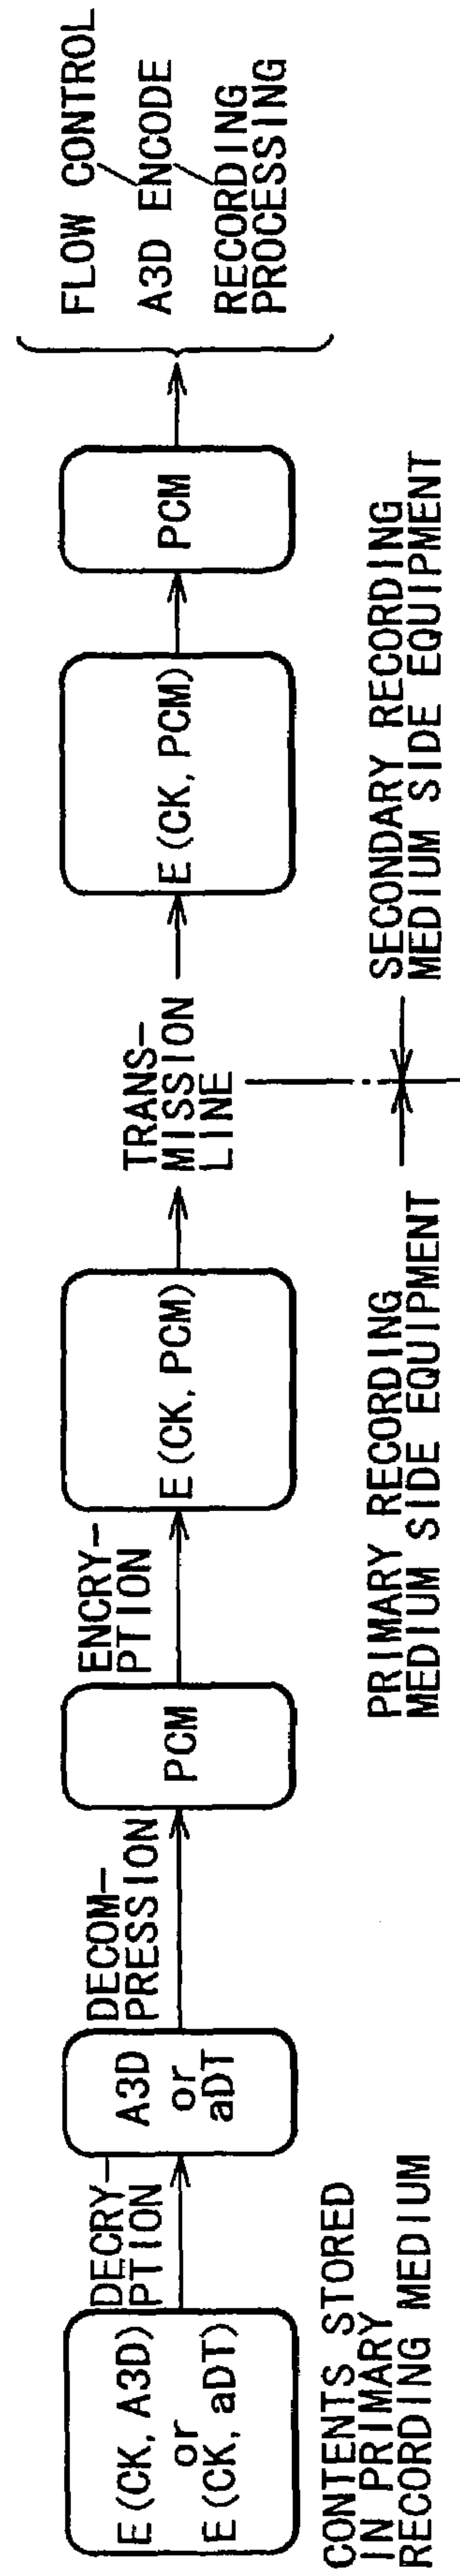 E (CK, A3D)
or
E (CK, aDT)
CONTENTS STORED
IN PRIMARY
RECORDING MEDIUM
DECRY-
PTION
A3D
or
aDT
DECOM-
PRESSION
PCM
ENCRY-
PTION
E (CK, PCM)
TRANS-
MISSION
LINE
PRIMARY RECORDING
MEDIUM SIDE EQUIPMENT
SECONDARY RECORDING
MEDIUM SIDE EQUIPMENT
E (CK, PCM)
PCM
FLOW CONTROL
A3D ENCODE
RECORDING
PROCESSING